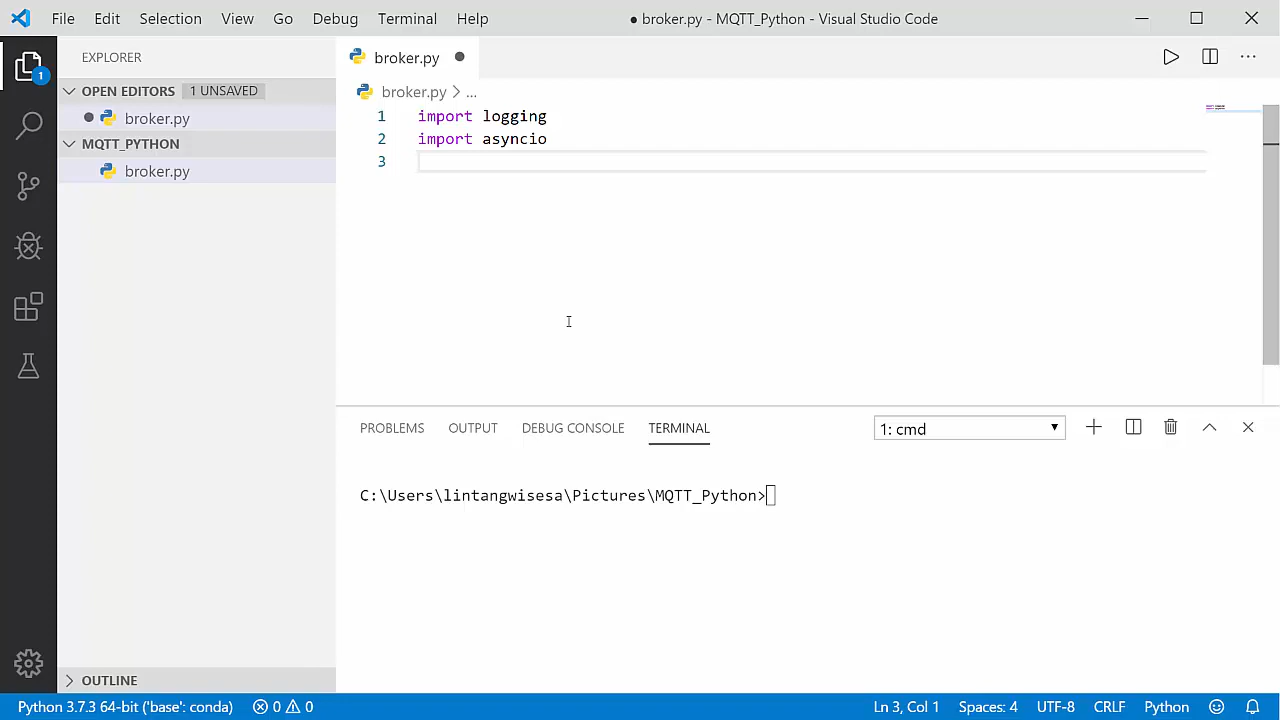 File Edit Selection View Go Debug Terminal Help ● broker.py - MQTT_Python - Visual Studio Code
EXPLORER
broker.py
1
OPEN EDITORS 1 UNSAVED
broker.py > ...
broker.py
MQTT_PYTHON
broker.py
1 import logging
2 import asyncio
3
PROBLEMS OUTPUT DEBUG CONSOLE TERMINAL 1: cmd
C:\Users\lintangwisesa\Pictures\MQTT_Python>
OUTLINE
Python 3.7.3 64-bit ('base': conda) 0 0 Ln 3, Col 1 Spaces: 4 UTF-8 CRLF Python